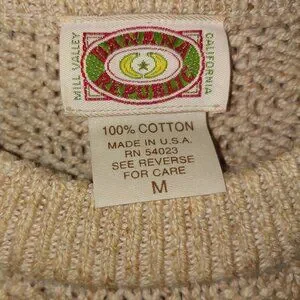 MILL VALLEY
BANANA
REPUBLIC
CALIFORNIA
100% COTTON
MADE IN U.S.A.
RN 54023
SEE REVERSE
FOR CARE
M